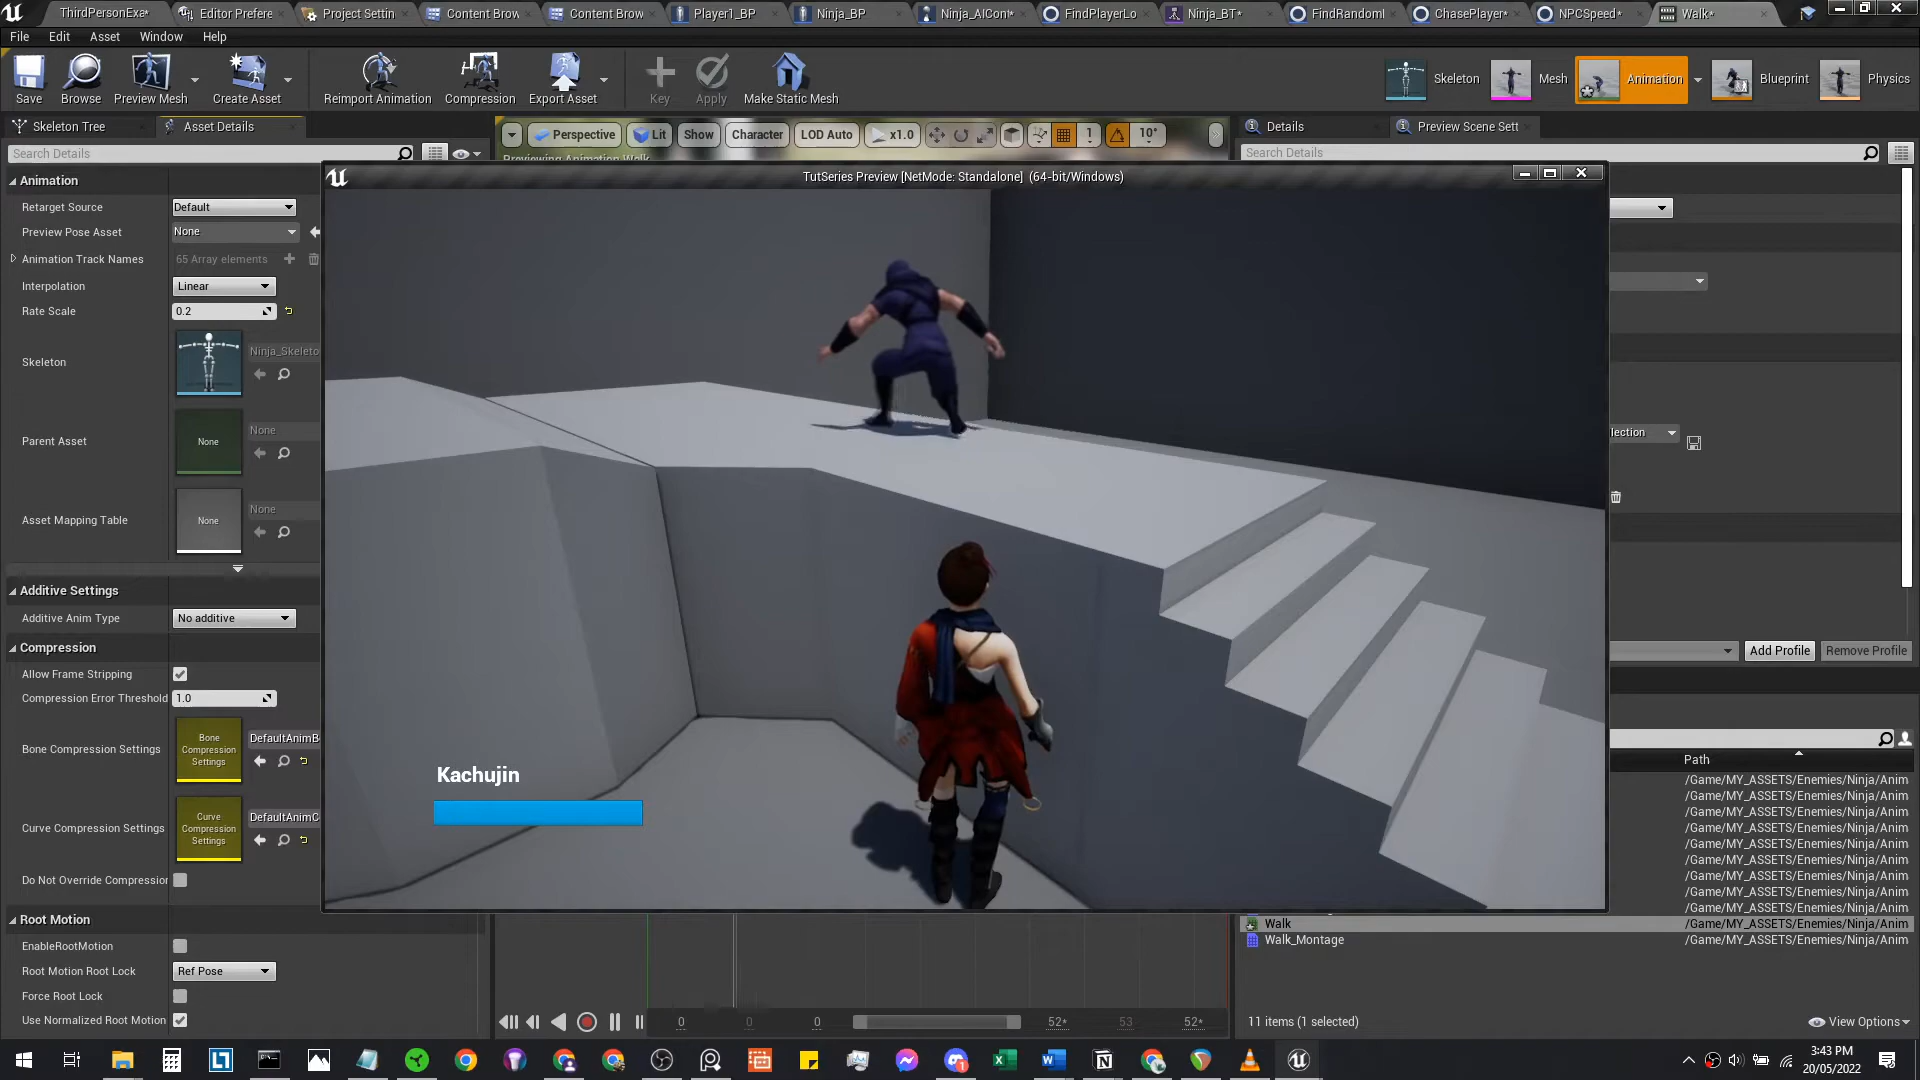 ThirdPersonExa*
Editor Prefere
Project Settin
Content Brow
Content Brow
Player1_BP
Ninja_BP
Ninja_AICont*
FindPlayerLo
Ninja_BT*
FindRandoml
ChasePlayer*
NPCSpeed*
Walk*
File
Edit
Asset
Window
Help
Save
Browse
Preview Mesh
Create Asset
Reimport Animation
Compression
Export Asset
Key
Apply
Make Static Mesh
Skeleton
Mesh
Animation
Blueprint
Physics
Skeleton Tree
Asset Details
Perspective
Lit
Show
Character
LOD Auto
x1.0
1
10°
Details
Preview Scene Sett
Search Details
Previewing Animation Walk
Search Details
TutSeries Preview [NetMode: Standalone] (64-bit/Windows)
Animation
Retarget Source
Default
Preview Pose Asset
None
Animation Track Names
65 Array elements
Interpolation
Linear
Rate Scale
0.2
Skeleton
Ninja_Skeleto
Parent Asset
None
None
Asset Mapping Table
None
None
Additive Settings
Additive Anim Type
No additive
Compression
Allow Frame Stripping
Compression Error Threshold
1.0
Bone Compression Settings
Bone
Compression
Settings
DefaultAnimB
Curve Compression Settings
Curve
Compression
Settings
DefaultAnimC
Do Not Override Compression
Root Motion
EnableRootMotion
Root Motion Root Lock
Ref Pose
Force Root Lock
Use Normalized Root Motion
Kachujin
lection
Add Profile
Remove Profile
Path
/Game/MY_ASSETS/Enemies/Ninja/Anim
/Game/MY_ASSETS/Enemies/Ninja/Anim
/Game/MY_ASSETS/Enemies/Ninja/Anim
/Game/MY_ASSETS/Enemies/Ninja/Anim
/Game/MY_ASSETS/Enemies/Ninja/Anim
/Game/MY_ASSETS/Enemies/Ninja/Anim
/Game/MY_ASSETS/Enemies/Ninja/Anim
/Game/MY_ASSETS/Enemies/Ninja/Anim
/Game/MY_ASSETS/Enemies/Ninja/Anim
Walk
/Game/MY_ASSETS/Enemies/Ninja/Anim
Walk_Montage
/Game/MY_ASSETS/Enemies/Ninja/Anim
0
0
0
52*
53
52*
11 items (1 selected)
View Options
3:43 PM
20/05/2022